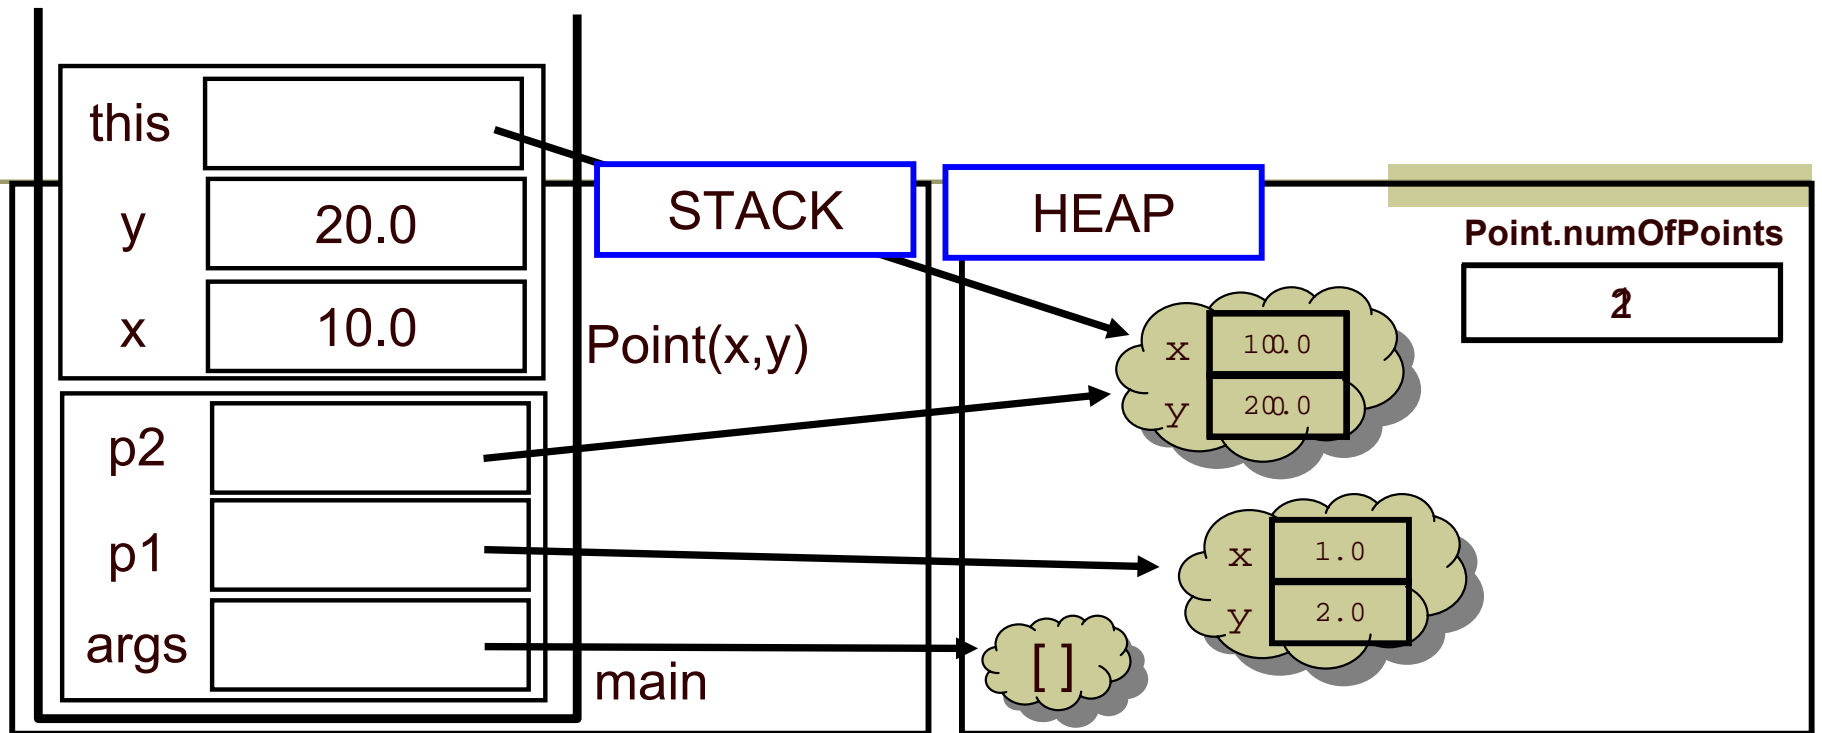 this
y 20.0
x 10.0
Point(x,y)
p2
p1
args
main
STACK
HEAP
Point.numOfPoints
x
y
x 1.0
y 2.0
[ ]